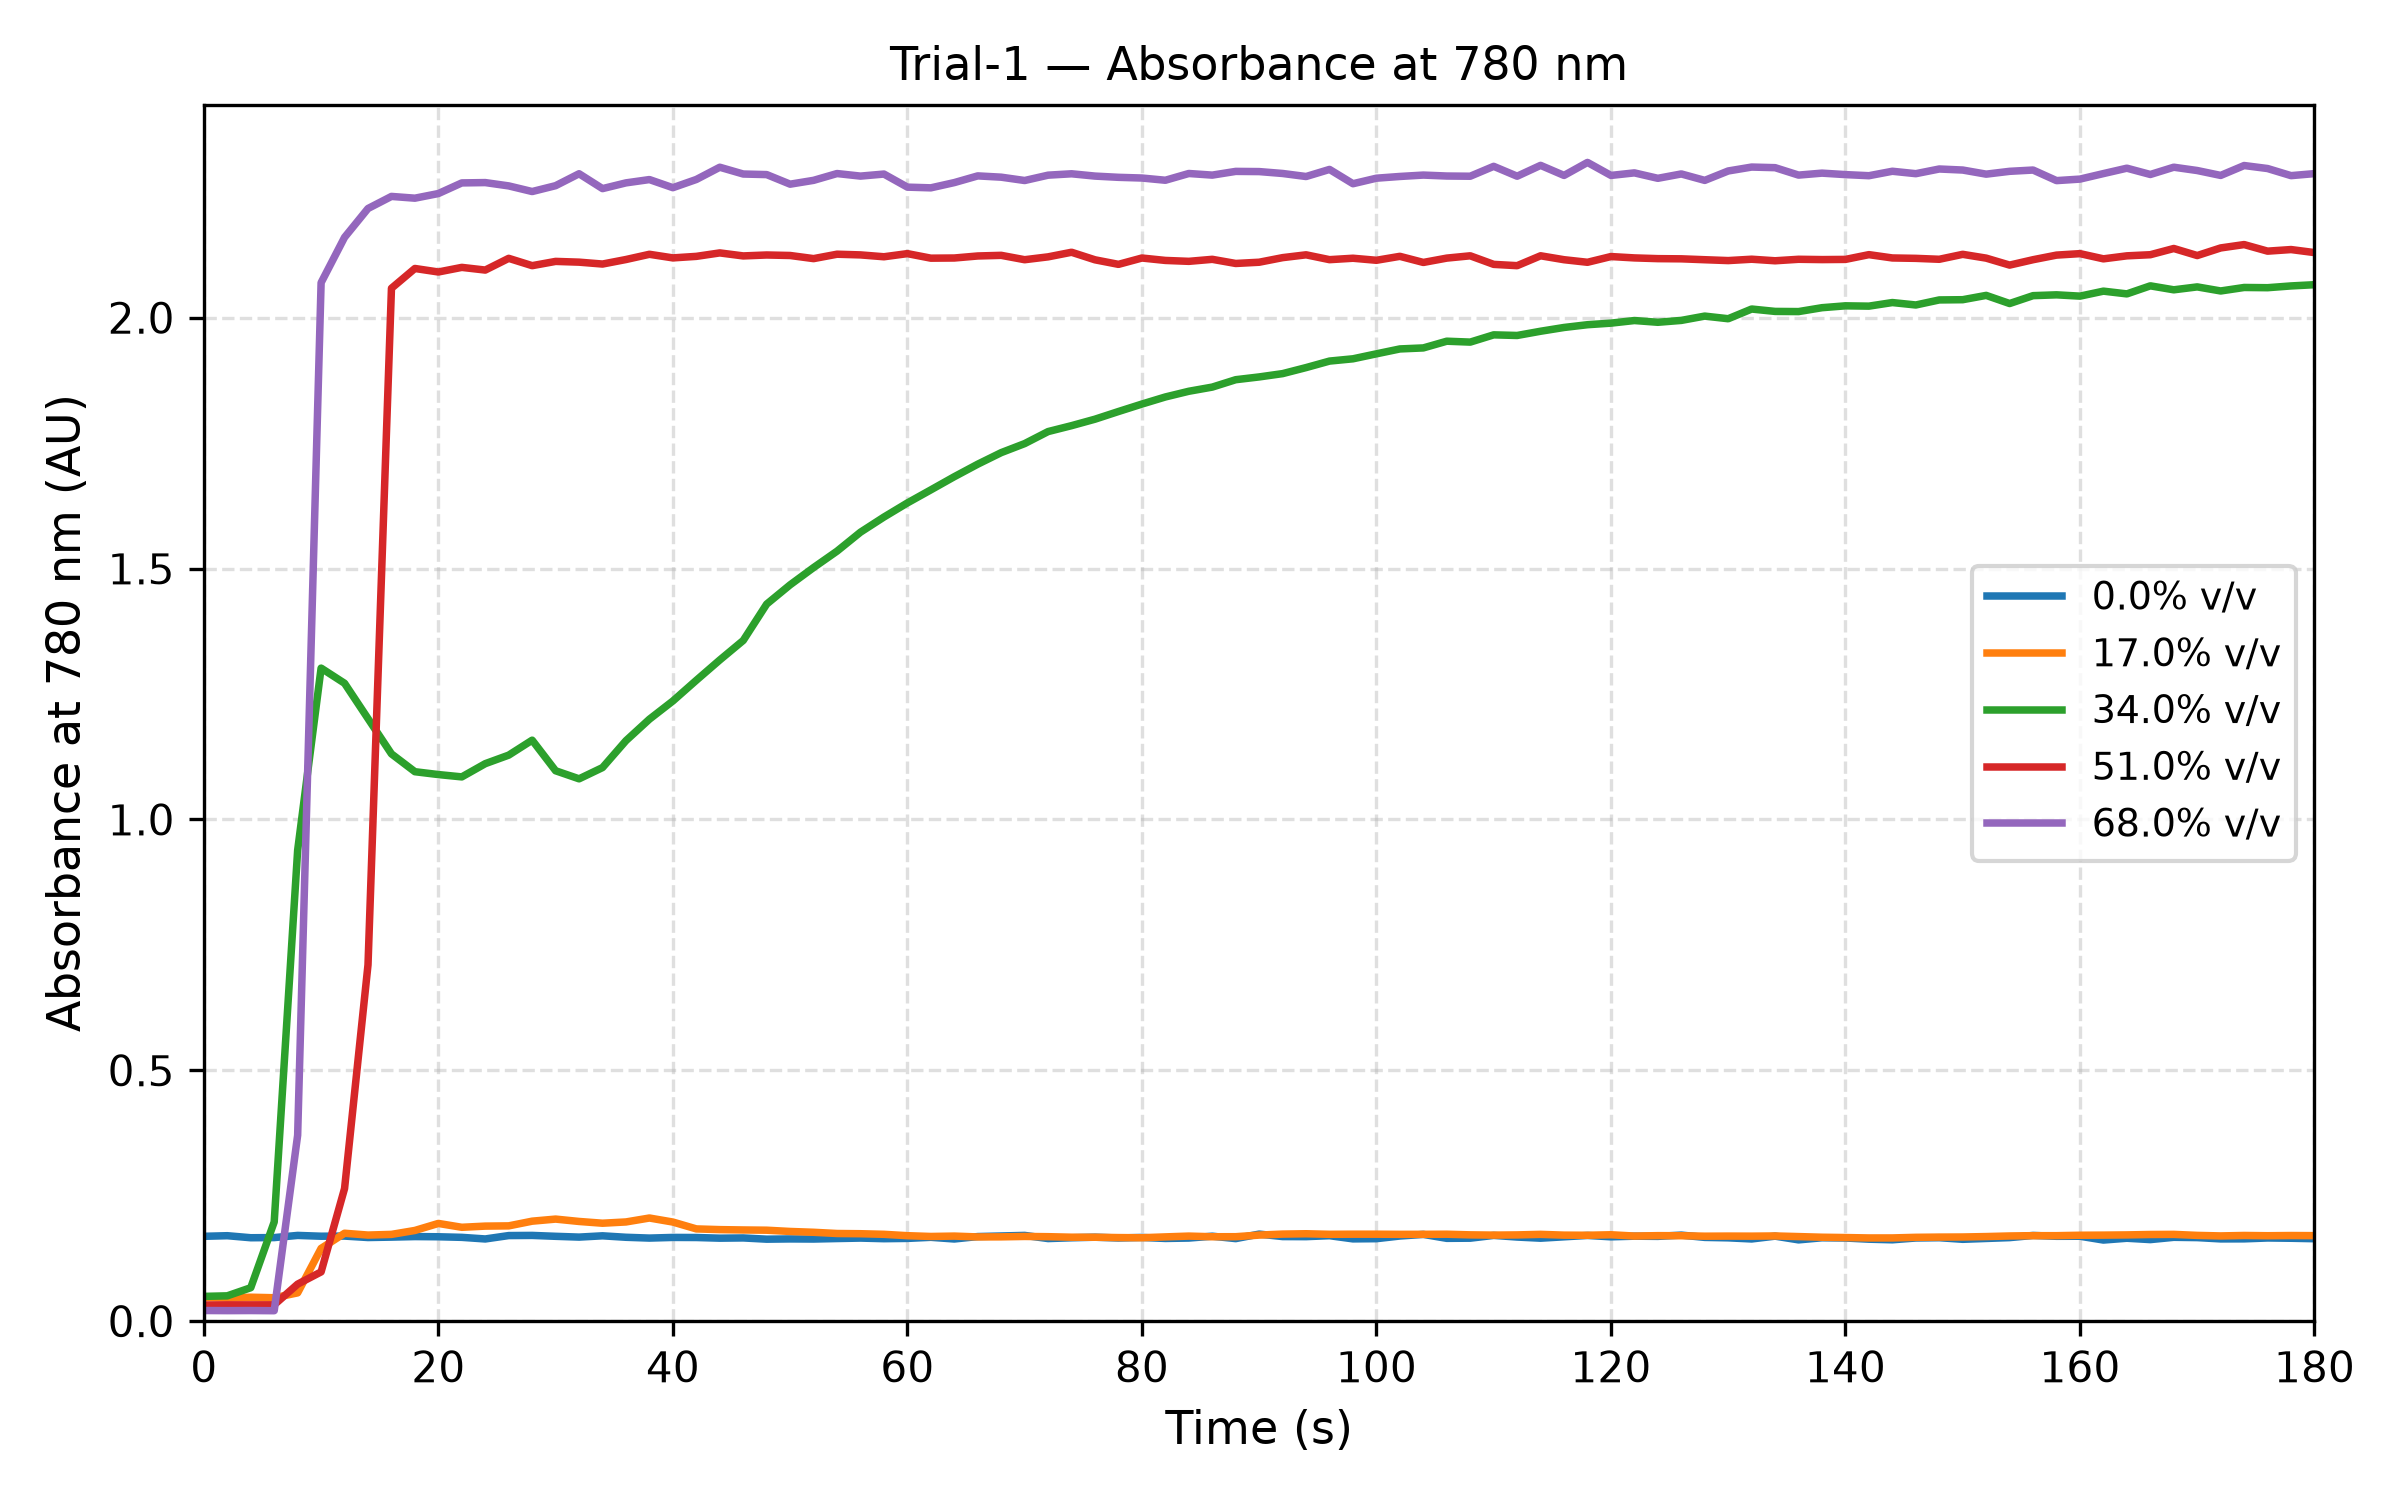 Trial-1 — Absorbance at 780 nm
Absorbance at 780 nm (AU)
2.0
1.5
1.0
0.5
0.0
0 20 40 60 80 100 120 140 160 180
Time (s)
0.0% v/v
17.0% v/v
34.0% v/v
51.0% v/v
68.0% v/v